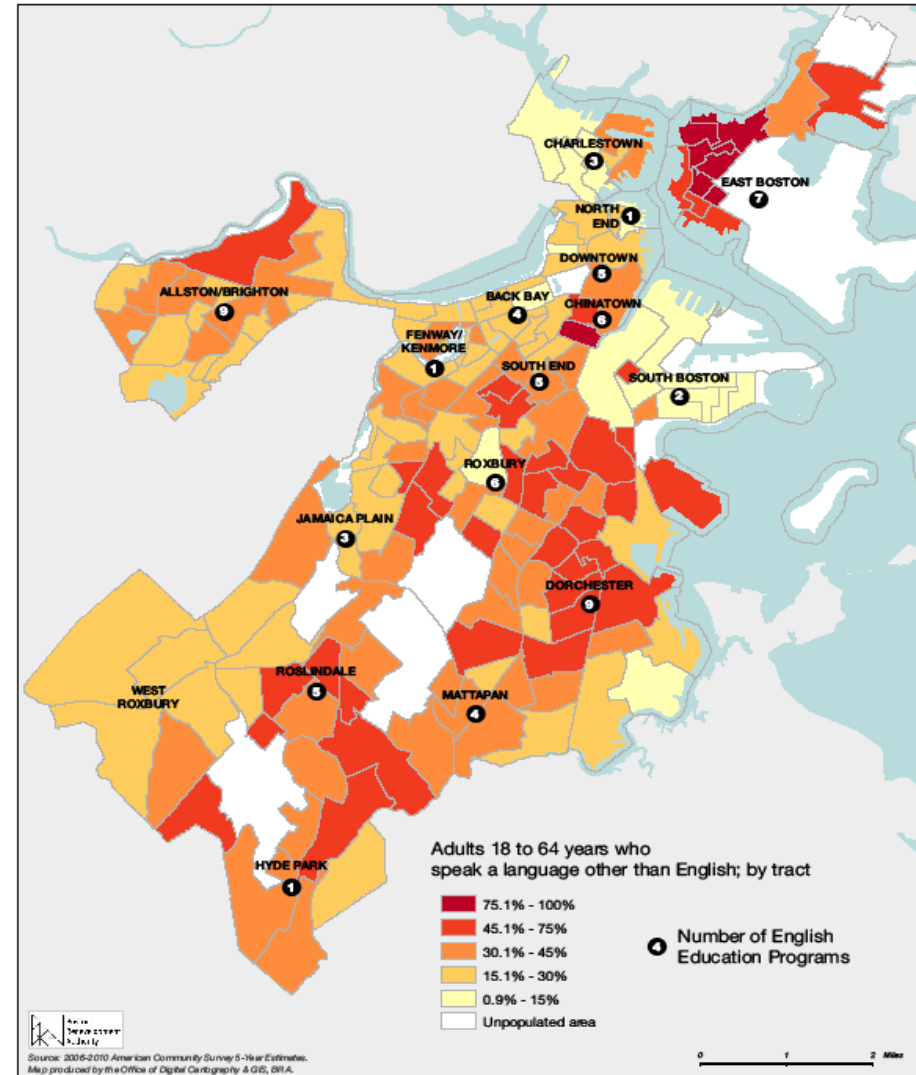 CHARLESTOWN
3
EAST BOSTON
7
NORTH
END
1
DOWNTOWN
5
ALLSTON/BRIGHTON
9
BACK BAY
4
CHINATOWN
6
FENWAY/
KENMORE
1
SOUTH END
5
SOUTH BOSTON
2
ROXBURY
6
JAMAICA PLAIN
3
DORCHESTER
9
ROSLINDALE
5
WEST
ROXBURY
MATTAPAN
4
HYDE PARK
1
Adults 18 to 64 years who
speak a language other than English; by tract
75.1% - 100%
45.1% - 75%
30.1% - 45%
15.1% - 30%
0.9% - 15%
Unpopulated area
4 Number of English
Education Programs
Boston
Redevelopment
Authority
Source: 2006-2010 American Community Survey 5-Year Estimates.
Map produced by the Office of Digital Cartography & GIS, BRA.
0 1 2 Miles